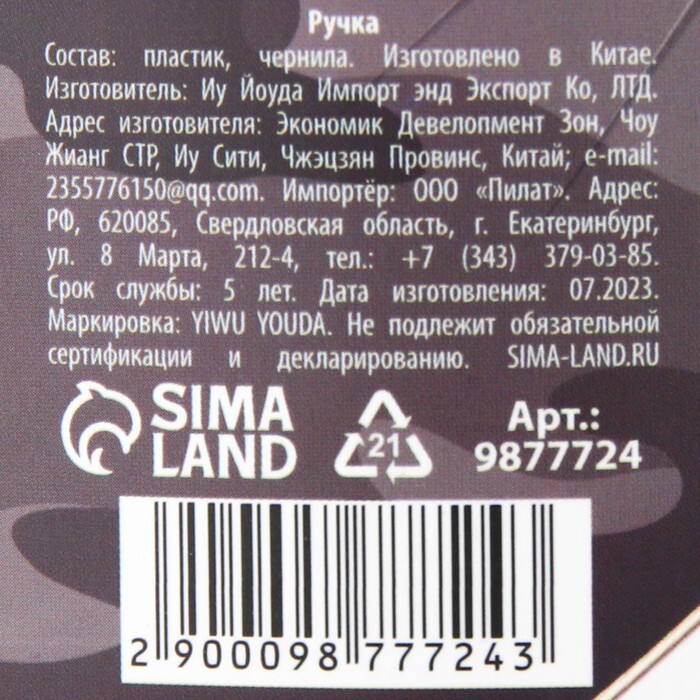 Ручка
Состав: пластик, чернила. Изготовлено в Китае.
Изготовитель: Иу Йоуда Импорт энд Экспорт Ко, ЛТД.
Адрес изготовителя: Экономик Девелопмент Зон, Чоу
Жианг СТР, Иу Сити, Чжэцзян Провинс, Китай; e-mail:
2355776150@qq.com. Импортёр: ООО «Пилат». Адрес:
РФ, 620085, Свердловская область, г. Екатеринбург,
ул. 8 Марта, 212-4, тел.: +7 (343) 379-03-85.
Срок службы: 5 лет. Дата изготовления: 07.2023.
Маркировка: YIWU YOUDA. Не подлежит обязательной
сертификации и декларированию. SIMA-LAND.RU
SIMA
LAND
21
Арт.:
9877724
2 900098 777243